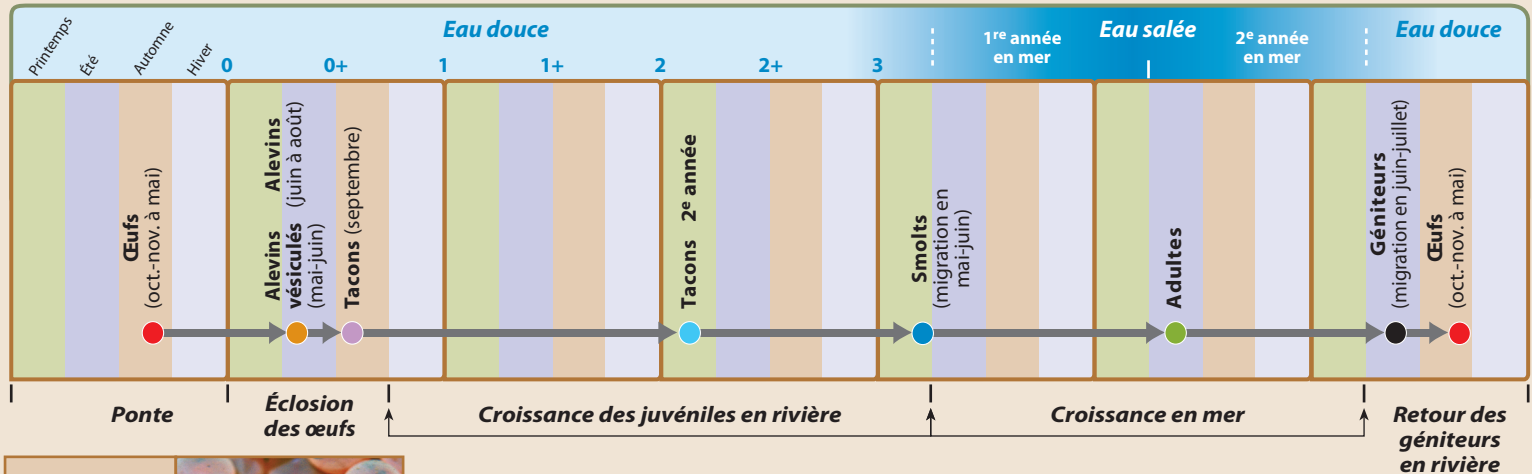 Eau douce
Eau salée
Eau douce
1re année
en mer
2e année
en mer
Printemps
Été
Automne
Hiver
0
0+
1
1+
2
2+
3
Œufs
(oct.-nov. à mai)
Alevins
vésiculés
(mai-juin)
Alevins
(juin à août)
Tacons (septembre)
Tacons 2e année
Smolts
(migration en
mai-juin)
Adultes
Géniteurs
(migration en juin-juillet)
Œufs
(oct.-nov. à mai)
Ponte
Éclosion
des œufs
Croissance des juvéniles en rivière
Croissance en mer
Retour des
géniteurs
en rivière